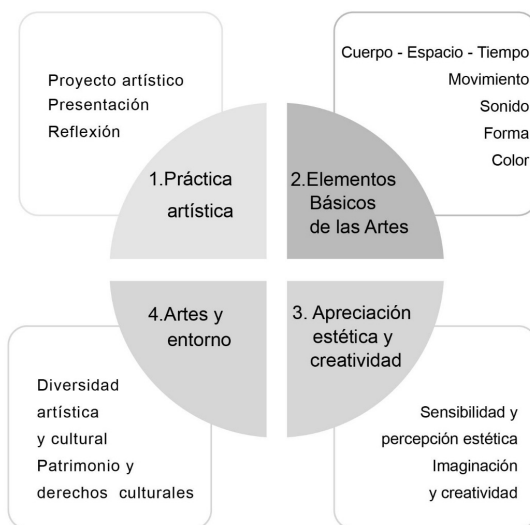 Proyecto artístico
Presentación
Reflexión
1.Práctica
artística
Cuerpo - Espacio - Tiempo
Movimiento
Sonido
Forma
Color
2.Elementos
Básicos
de las Artes
3. Apreciación
estética y
creatividad
Sensibilidad y
percepción estética
Imaginación
y creatividad
4.Artes y
entorno
Diversidad
artística
y cultural
Patrimonio y
derechos culturales